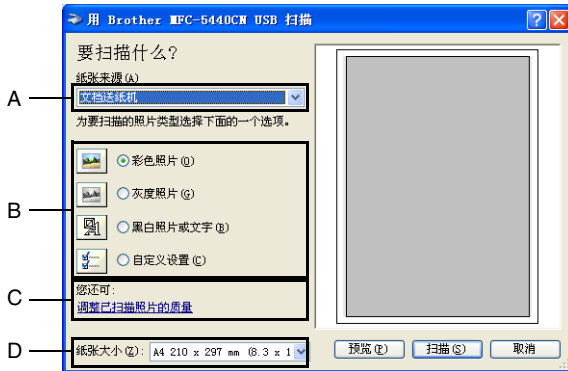 用 Brother MFC-5440CN USB 扫描
要扫描什么?
纸张来源(A)
A
文档送纸机
为要扫描的照片类型选择下面的一个选项。
B
彩色照片(O)
灰度照片(G)
黑白照片或文字(B)
自定义设置(C)
C
您还可:
调整已扫描照片的质量
D
纸张大小(Z): A4 210 x 297 mm (8.3 x 1
预览(P) 扫描(S) 取消